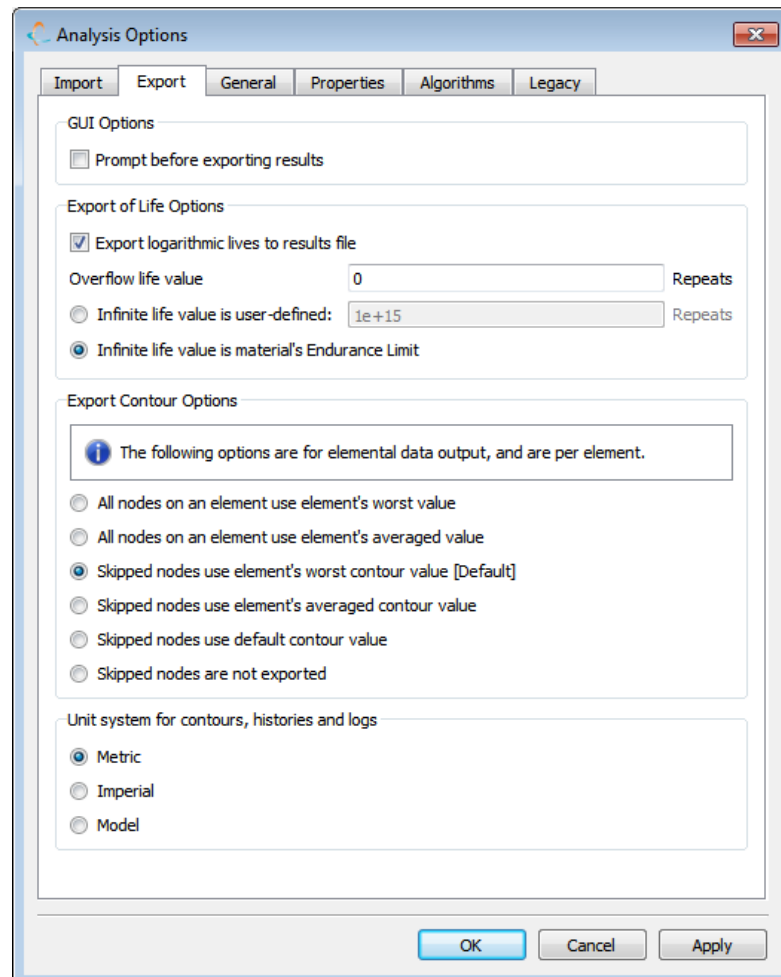 Analysis Options
Import Export General Properties Algorithms Legacy
GUI Options
Prompt before exporting results
Export of Life Options
Export logarithmic lives to results file
Overflow life value 0 Repeats
Infinite life value is user-defined: 1e+15 Repeats
Infinite life value is material's Endurance Limit
Export Contour Options
The following options are for elemental data output, and are per element.
All nodes on an element use element's worst value
All nodes on an element use element's averaged value
Skipped nodes use element's worst contour value [Default]
Skipped nodes use element's averaged contour value
Skipped nodes use default contour value
Skipped nodes are not exported
Unit system for contours, histories and logs
Metric
Imperial
Model
OK Cancel Apply